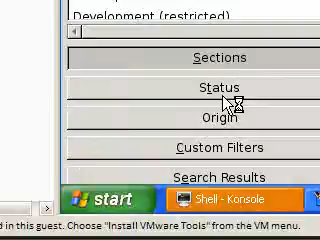 Development (restricted)
Sections
Status
Origin
Custom Filters
Search Results
start
Shell - Konsole
d in this guest. Choose "Install VMware Tools" from the VM menu.